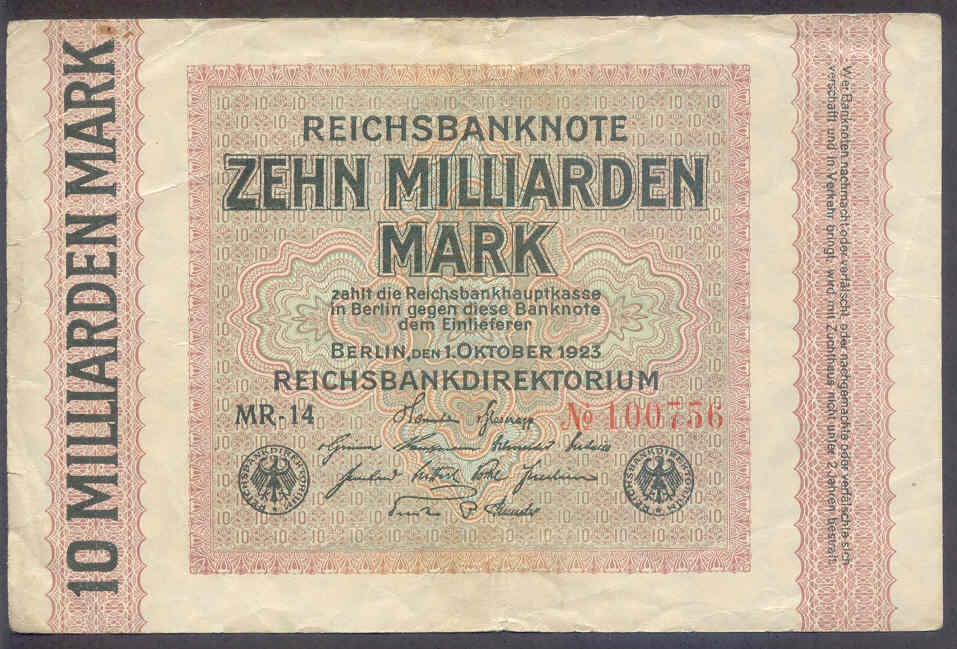 10 MILLIARDEN MARK
REICHSBANKNOTE
ZEHN MILLIARDEN
MARK
zahlt die Reichsbankhauptkasse
in Berlin gegen diese Banknote
dem Einlieferer
BERLIN, DEN 1. OKTOBER 1923
REICHSBANKDIREKTORIUM
MR-14
№ 100756
REICHSBANKDIREKTORIUM
REICHSBANKDIREKTORIUM
Wer Banknoten nachmacht oder verfälscht, oder nachgemachte oder verfälschte sich
verschafft und in Verkehr bringt, wird mit Zuchthaus nicht unter 2 Jahren bestraft.